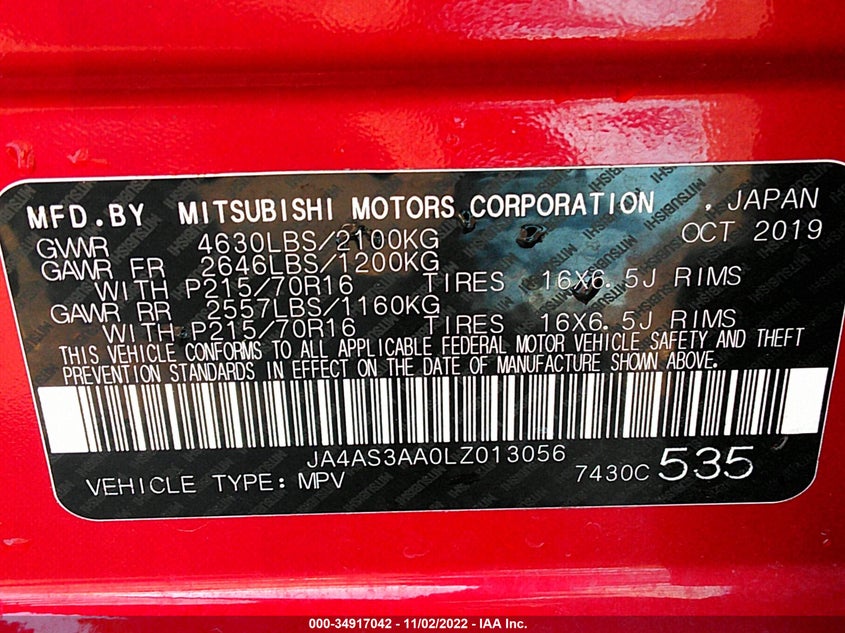 MFD.BY MITSUBISHI MOTORS CORPORATION , JAPAN
GVWR 4630LBS/2100KG OCT 2019
GAWR FR 2646LBS/1200KG
WITH P215/70R16 TIRES 16X6.5J RIMS
GAWR RR 2557LBS/1160KG
WITH P215/70R16 TIRES 16X6.5J RIMS
THIS VEHICLE CONFORMS TO ALL APPLICABLE FEDERAL MOTOR VEHICLE SAFETY AND THEFT
PREVENTION STANDARDS IN EFFECT ON THE DATE OF MANUFACTURE SHOWN ABOVE.
JA4AS3AA0LZ013056
VEHICLE TYPE: MPV 7430C 535
000-34917042 - 11/02/2022 - IAA Inc.